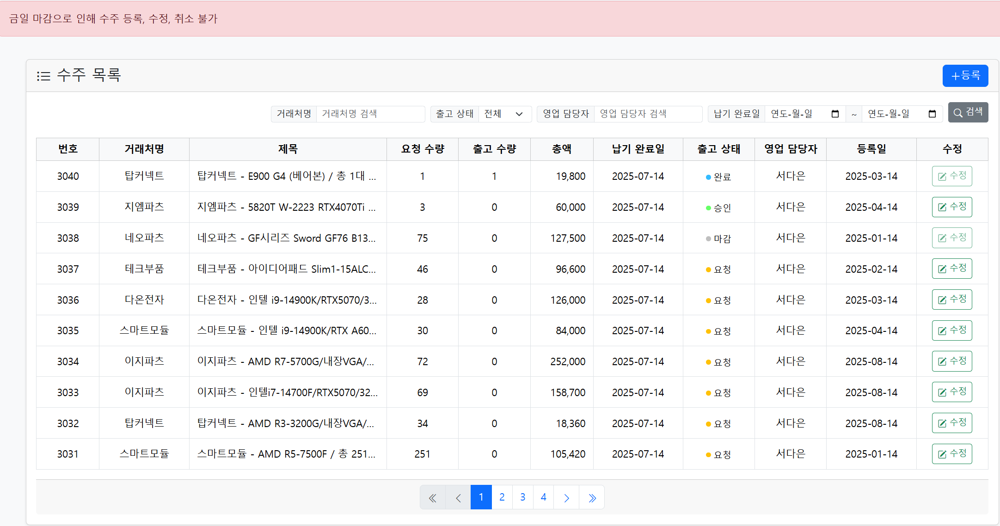 금일 마감으로 인해 수주 등록, 수정, 취소 불가
수주 목록
+등록
거래처명 거래처명 검색 출고 상태 전체 영업 담당자 영업 담당자 검색 납기 완료일 연도-월-일 ~ 연도-월-일 검색
번호 거래처명 제목 요청 수량 출고 수량 총액 납기 완료일 출고 상태 영업 담당자 등록일 수정
3040 탑커넥트 탑커넥트 - E900 G4 (베어본) / 총 1대 ... 1 1 19,800 2025-07-14 완료 서다은 2025-03-14 수정
3039 지엠파츠 지엠파츠 - 5820T W-2223 RTX4070Ti ... 3 0 60,000 2025-07-14 승인 서다은 2025-04-14 수정
3038 네오파츠 네오파츠 - GF시리즈 Sword GF76 B13... 75 0 127,500 2025-07-14 마감 서다은 2025-01-14 수정
3037 테크부품 테크부품 - 아이디어패드 Slim1-15ALC... 46 0 96,600 2025-07-14 요청 서다은 2025-02-14 수정
3036 다온전자 다온전자 - 인텔 i9-14900K/RTX5070/3... 28 0 126,000 2025-07-14 요청 서다은 2025-03-14 수정
3035 스마트모듈 스마트모듈 - 인텔 i9-14900K/RTX A60... 30 0 84,000 2025-07-14 요청 서다은 2025-04-14 수정
3034 이지파츠 이지파츠 - AMD R7-5700G/내장VGA/... 72 0 252,000 2025-07-14 요청 서다은 2025-08-14 수정
3033 이지파츠 이지파츠 - 인텔i7-14700F/RTX5070/32... 69 0 158,700 2025-07-14 요청 서다은 2025-08-14 수정
3032 탑커넥트 탑커넥트 - AMD R3-3200G/내장VGA/... 34 0 18,360 2025-07-14 요청 서다은 2025-08-14 수정
3031 스마트모듈 스마트모듈 - AMD R5-7500F / 총 251... 251 0 105,420 2025-07-14 요청 서다은 2025-01-14 수정
« ‹ 1 2 3 4 › »